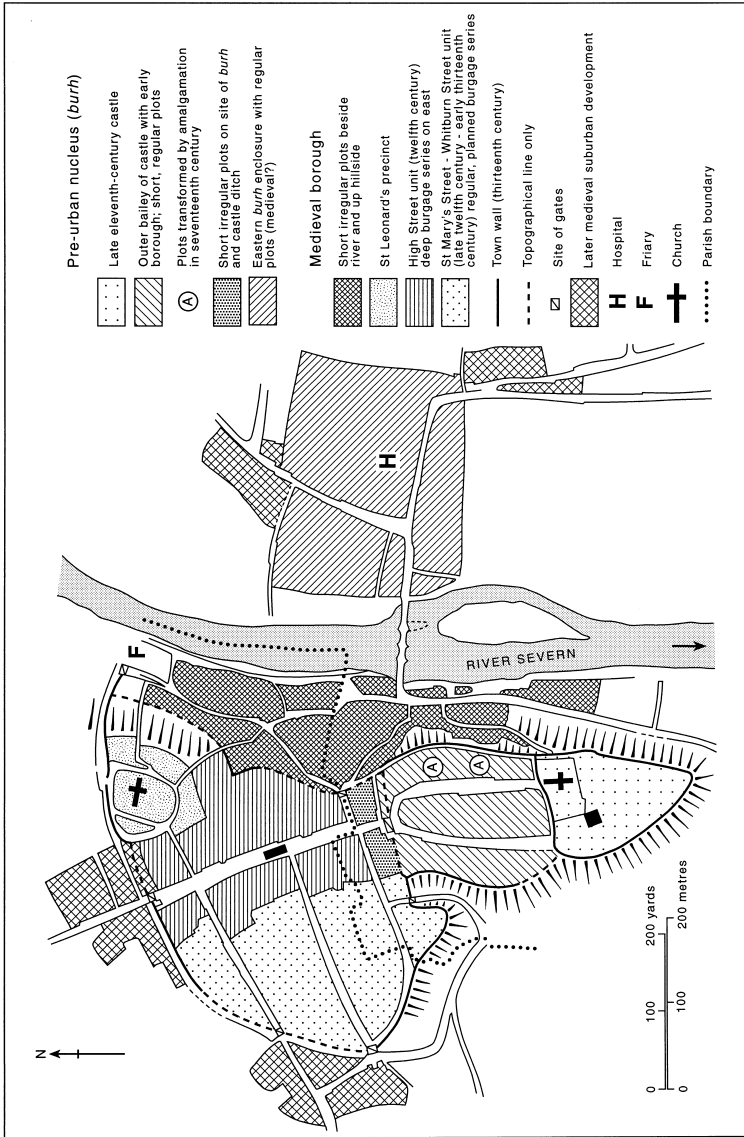 Pre-urban nucleus (burh)
Late eleventh-century castle
Outer bailey of castle with early
borough; short, regular plots
A
Plots transformed by amalgamation
in seventeenth century
Short irregular plots on site of burh
and castle ditch
Eastern burh enclosure with regular
plots (medieval?)
Medieval borough
Short irregular plots beside
river and up hillside
St Leonard's precinct
High Street unit (twelfth century)
deep burgage series on east
St Mary's Street - Whitburn Street unit
(late twelfth century - early thirteenth
century) regular, planned burgage series
Town wall (thirteenth century)
Topographical line only
Site of gates
Later medieval suburban development
H
Hospital
F
Friary
Church
Parish boundary
N
F
H
RIVER SEVERN
A
A
0 100 200 yards
0 100 200 metres